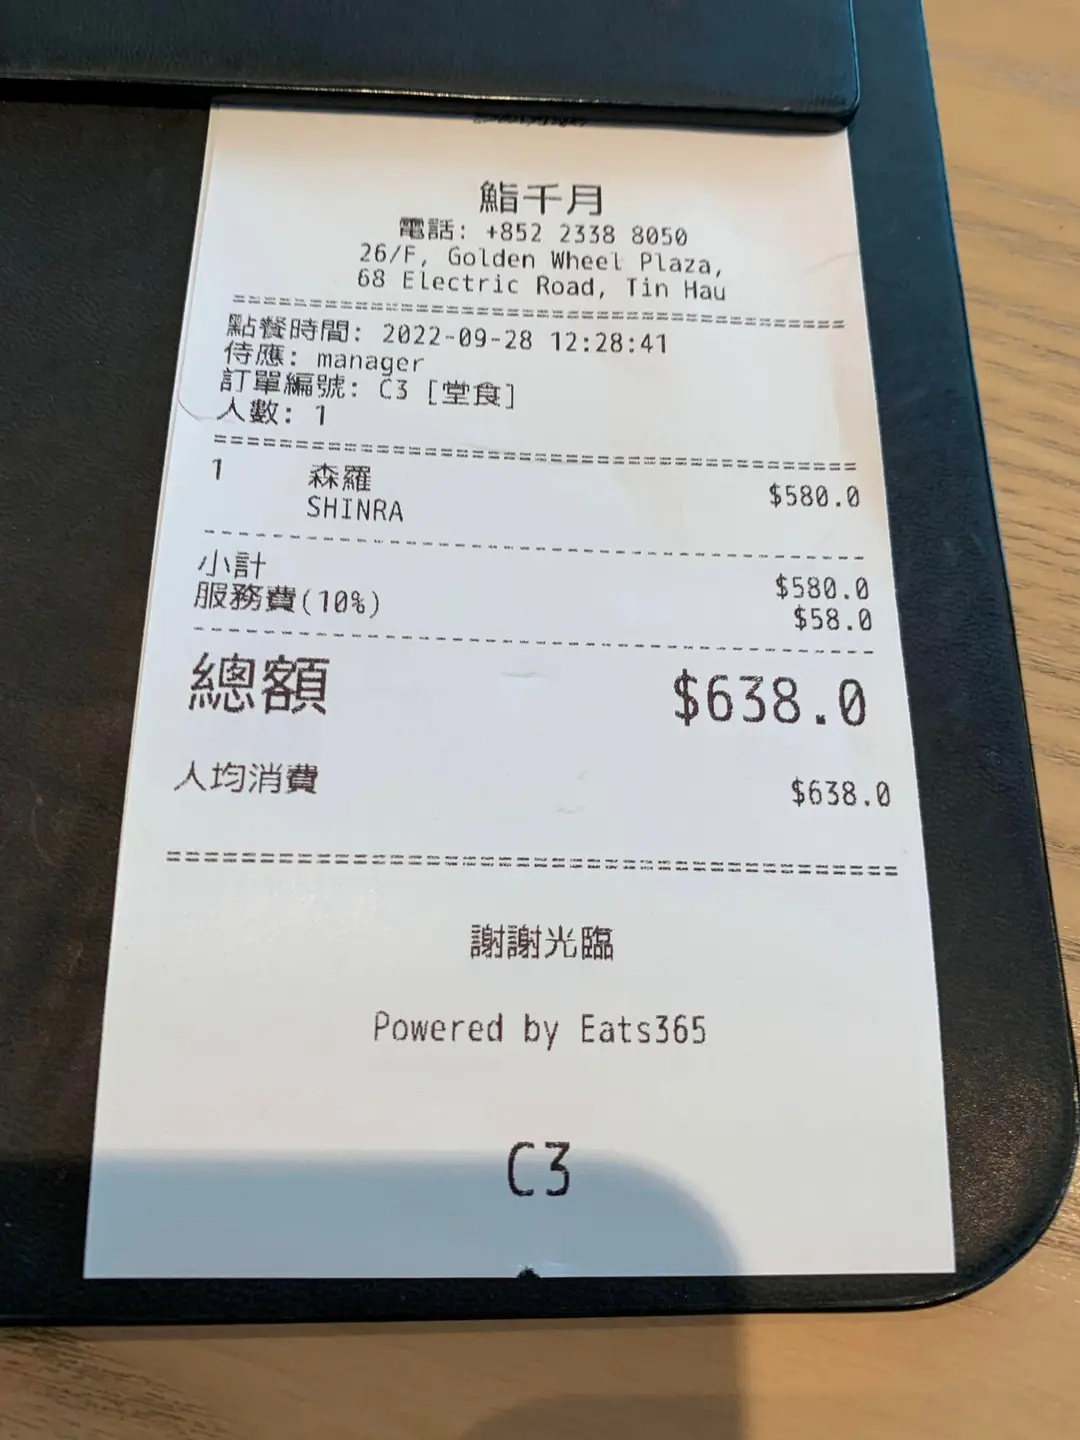 鮨千月
電話: +852 2338 8050
26/F, Golden Wheel Plaza,
68 Electric Road, Tin Hau
點餐時間: 2022-09-28 12:28:41
侍應: manager
訂單編號: C3 [堂食]
人數: 1
1 森羅 $580.0
SHINRA
小計 $580.0
服務費(10%) $58.0
總額 $638.0
人均消費 $638.0
謝謝光臨
Powered by Eats365
C3